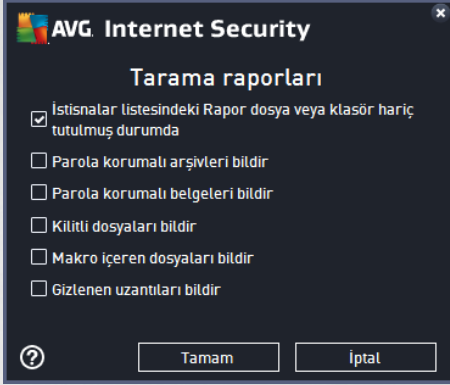 AVG Internet Security
Tarama raporları
İstisnalar listesindeki Rapor dosya veya klasör hariç
tutulmuş durumda
Parola korumalı arşivleri bildir
Parola korumalı belgeleri bildir
Kilitli dosyaları bildir
Makro içeren dosyaları bildir
Gizlenen uzantıları bildir
? Tamam İptal